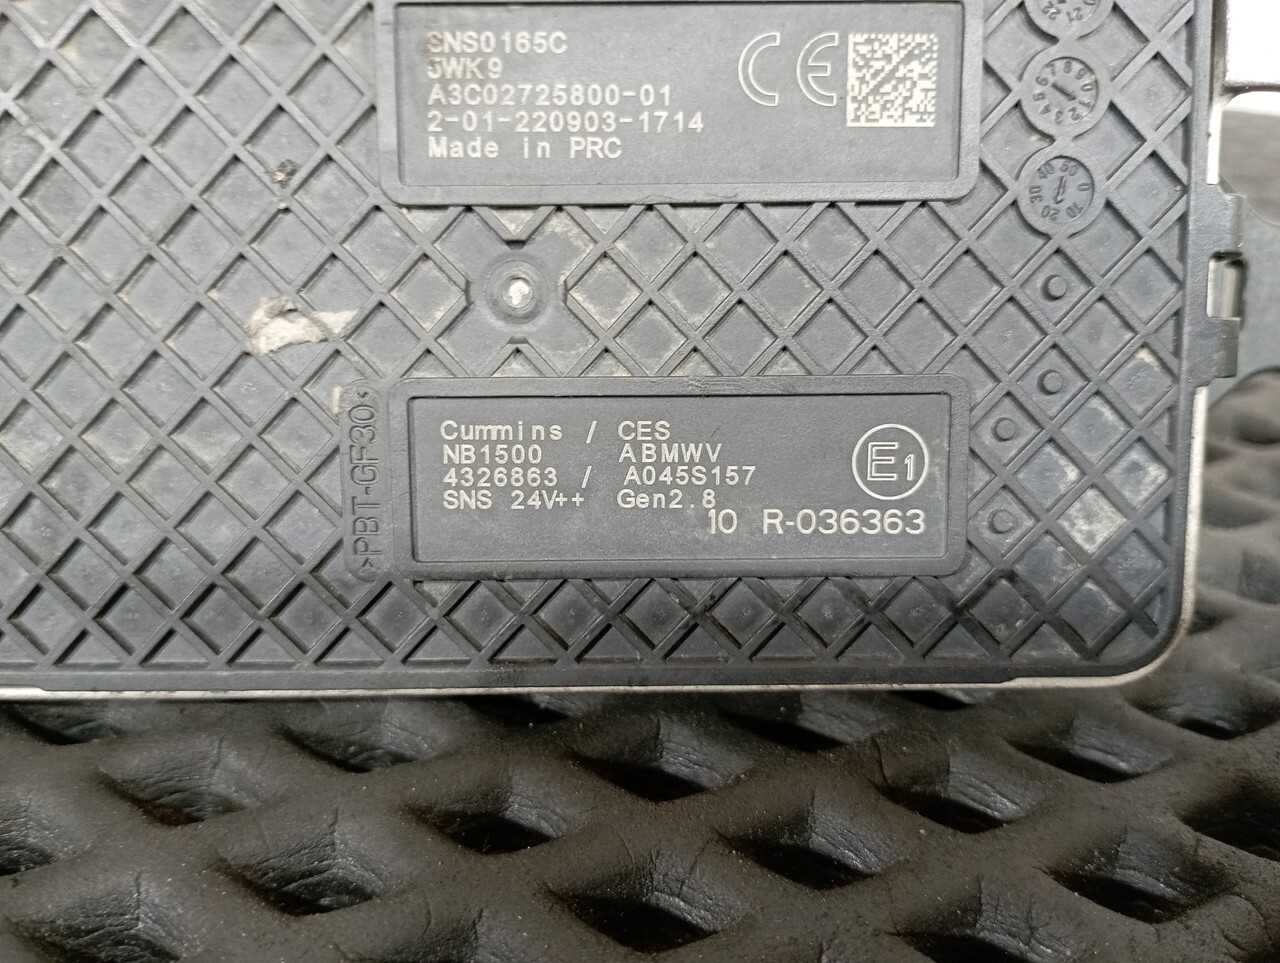 SNS0165C
5WK9
A3C02725800-01
2-01-220903-1714
Made in PRC
CE
>PBT-GF30<
Cummins / CES
NB1500 ABMWV
4326863 / A045S157
SNS 24V++ Gen2.8
E1
10 R-036363